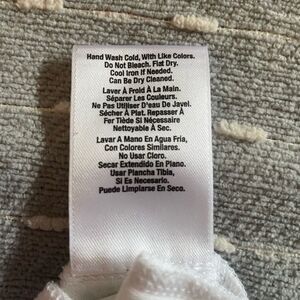 Hand Wash Cold, With Like Colors.
Do Not Bleach. Flat Dry.
Cool Iron If Needed.
Can Be Dry Cleaned.
Laver À Froid À La Main.
Séparer Les Couleurs.
Ne Pas Utiliser D'eau De Javel.
Sécher À Plat. Repasser À
Fer Tiède Si Nécessaire
Nettoyable À Sec.
Lavar A Mano En Agua Fria,
Con Colores Similares.
No Usar Cloro.
Secar Extendido En Plano.
Usar Plancha Tibia,
Si Es Necesario.
Puede Limpiarse En Seco.